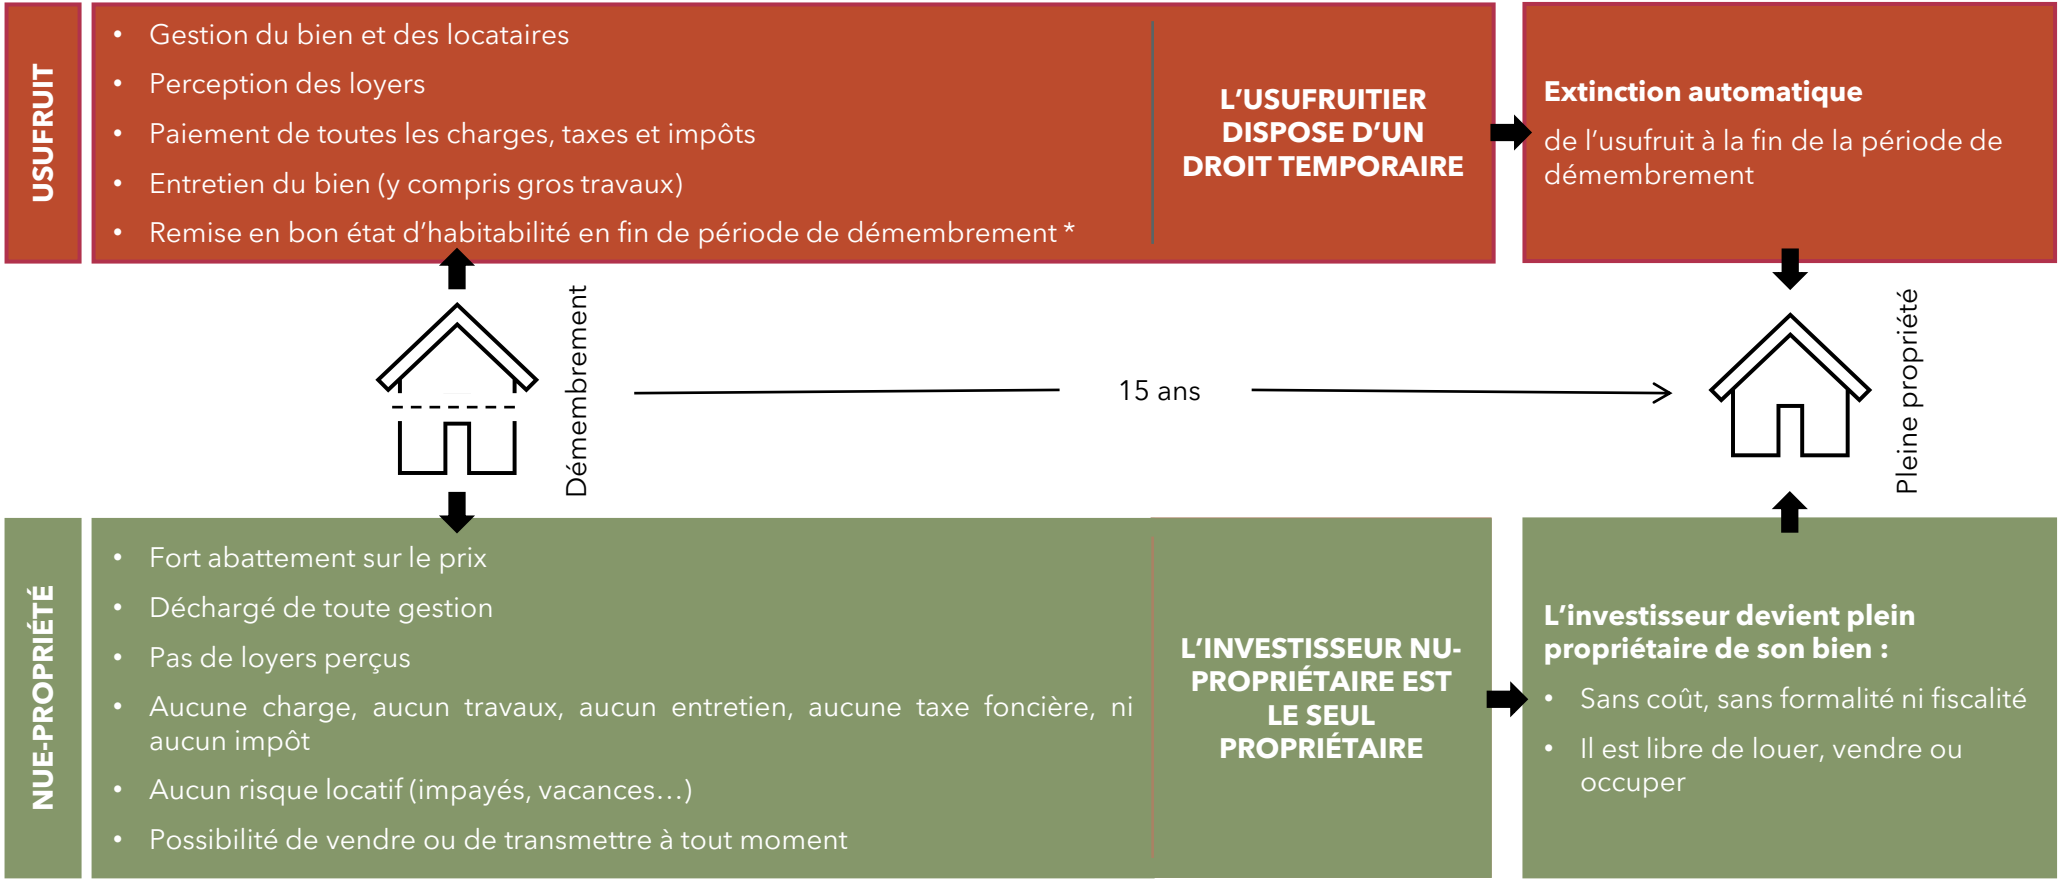 USUFRUIT
• Gestion du bien et des locataires
• Perception des loyers
• Paiement de toutes les charges, taxes et impôts
• Entretien du bien (y compris gros travaux)
• Remise en bon état d’habitabilité en fin de période de démembrement *
L’USUFRUITIER
DISPOSE D’UN
DROIT TEMPORAIRE
Extinction automatique
de l’usufruit à la fin de la période de
démembrement
Démembrement
15 ans
Pleine propriété
NUE-PROPRIÉTÉ
• Fort abattement sur le prix
• Déchargé de toute gestion
• Pas de loyers perçus
• Aucune charge, aucun travaux, aucun entretien, aucune taxe foncière, ni
aucun impôt
• Aucun risque locatif (impayés, vacances…)
• Possibilité de vendre ou de transmettre à tout moment
L’INVESTISSEUR NU-
PROPRIÉTAIRE EST
LE SEUL
PROPRIÉTAIRE
L’investisseur devient plein
propriétaire de son bien :
• Sans coût, sans formalité ni fiscalité
• Il est libre de louer, vendre ou
occuper